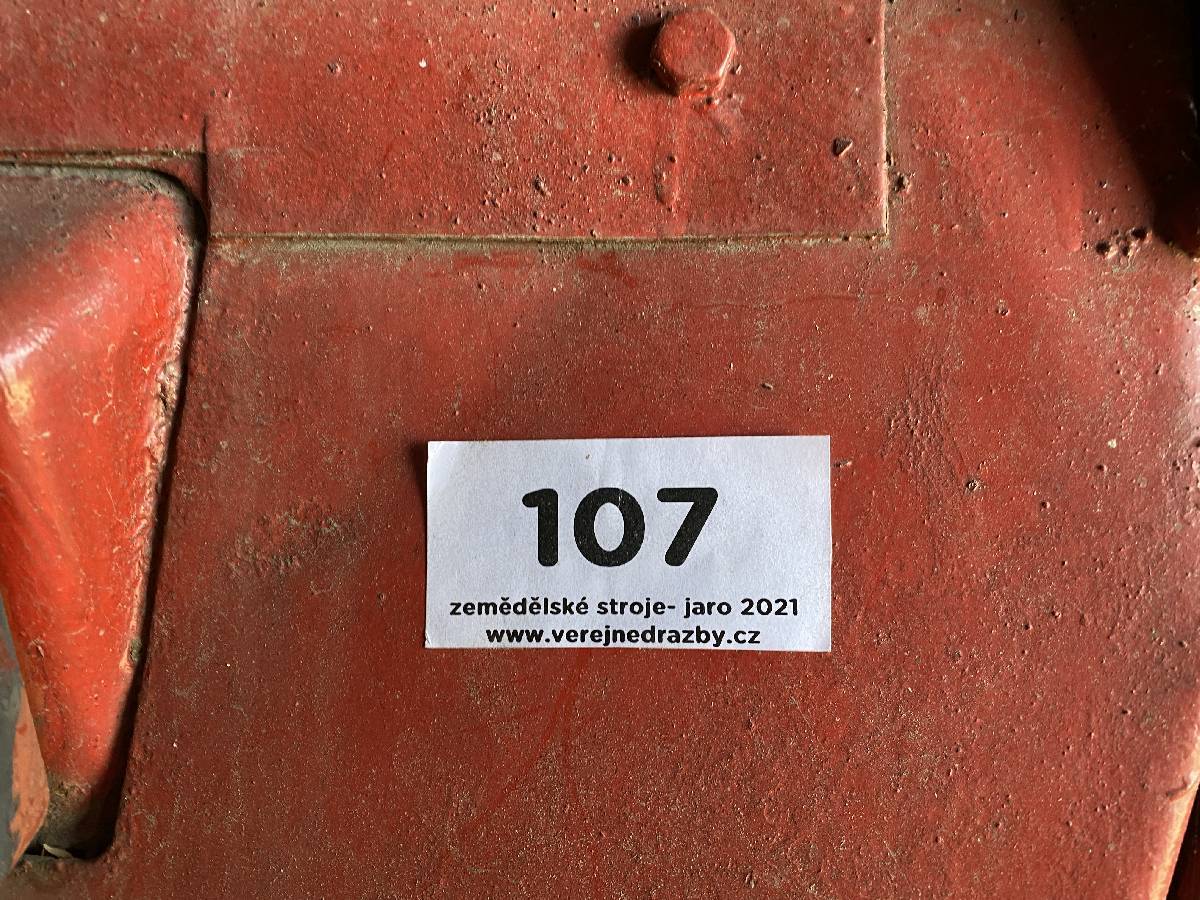 107
zemědělské stroje- jaro 2021
www.verejnedrazby.cz